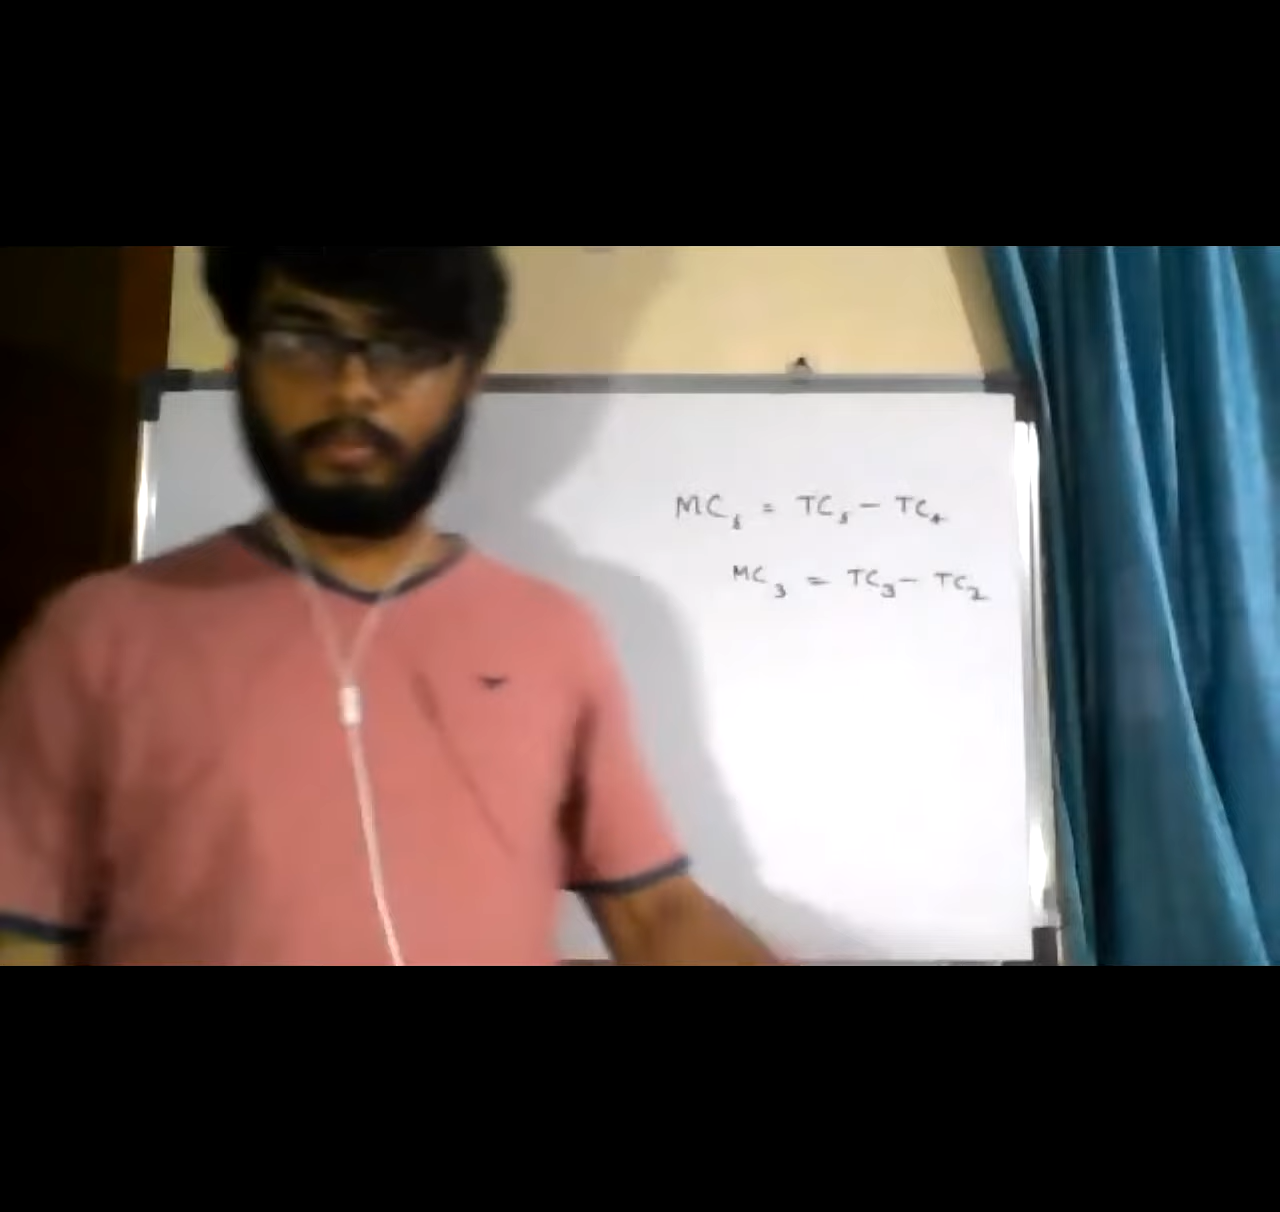 MC₅ = TC₅ − TC₄
MC₃ = TC₃ − TC₂